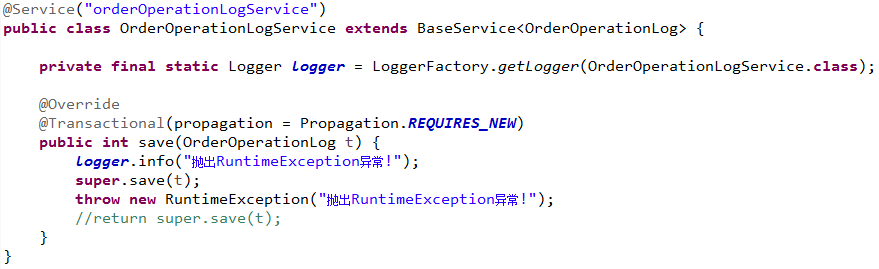 @Service("orderOperationLogService")
public class OrderOperationLogService extends BaseService<OrderOperationLog> {
private final static Logger logger = LoggerFactory.getLogger(OrderOperationLogService.class);
@Override
@Transactional(propagation = Propagation.REQUIRES_NEW)
public int save(OrderOperationLog t) {
logger.info("抛出RuntimeException异常!");
super.save(t);
throw new RuntimeException("抛出RuntimeException异常!");
//return super.save(t);
}
}